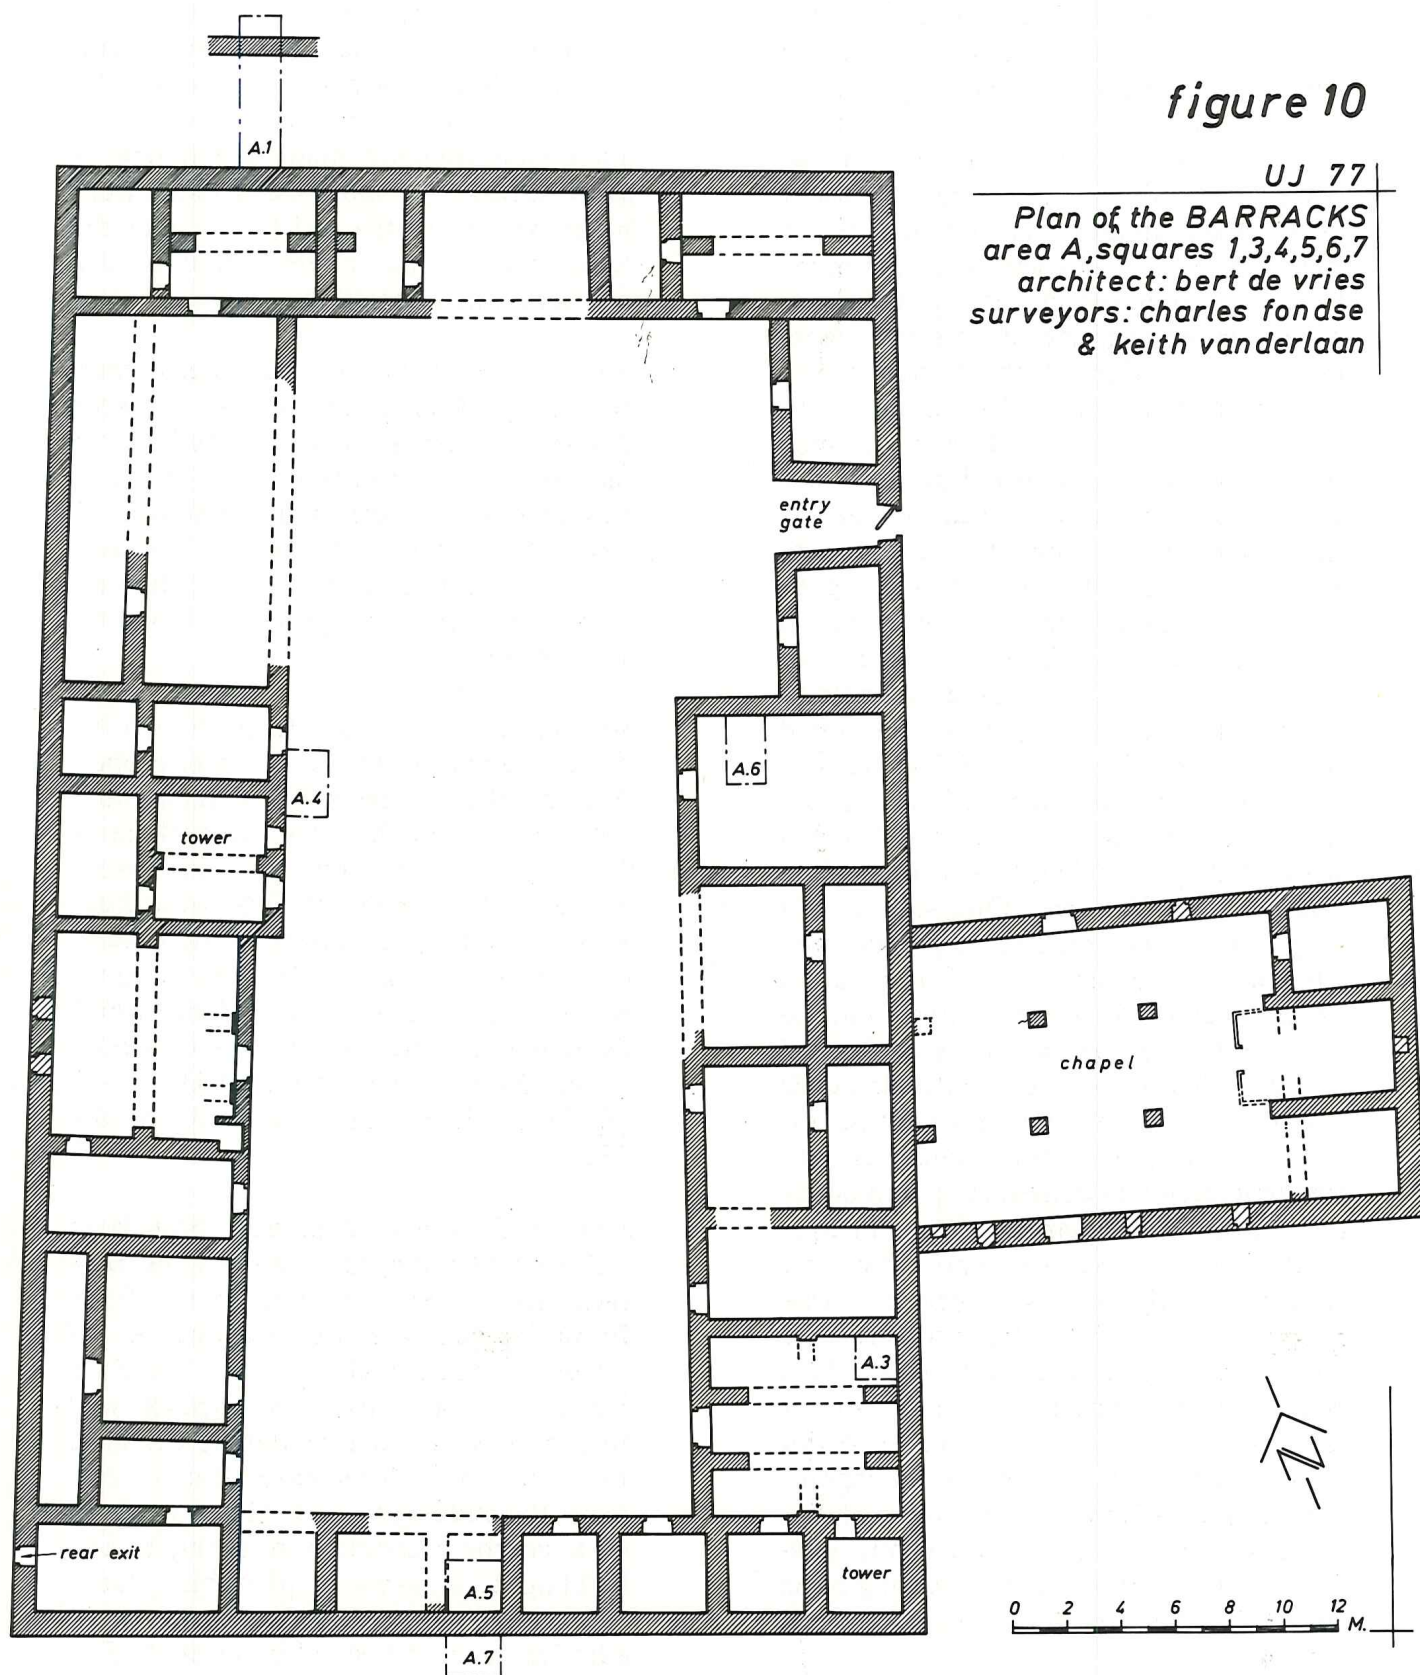 figure 10
UJ 77
Plan of the BARRACKS
area A, squares 1,3,4,5,6,7
architect: bert de vries
surveyors: charles fondse
& keith vanderlaan
A.1
entry
gate
A.6
A.4
tower
chapel
A.3
rear exit
A.5
tower
A.7
N
0 2 4 6 8 10 12 M.